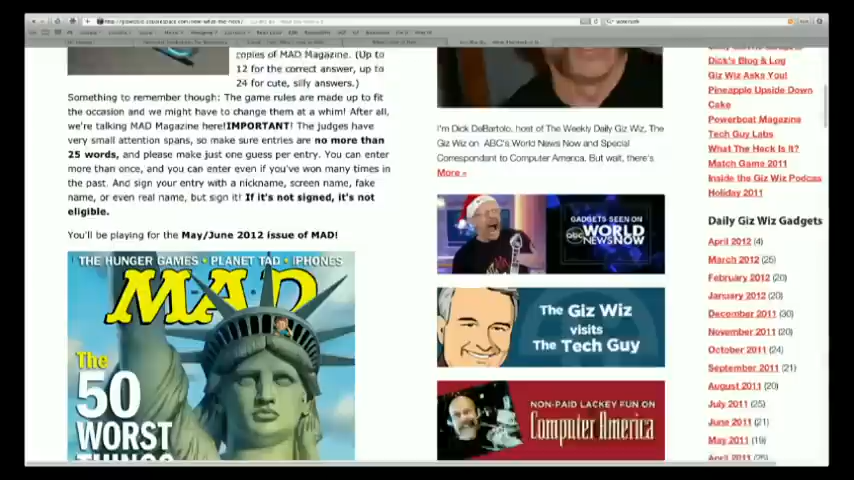 copies of MAD Magazine. (Up to
12 for the correct answer, up to
24 for cute, silly answers.)
Something to remember though: The game rules are made up to fit
the occasion and we might have to change them at a whim! After all,
we're talking MAD Magazine here!IMPORTANT! The judges have
very small attention spans, so make sure entries are no more than
25 words, and please make just one guess per entry. You can enter
more than once, and you can enter even if you've won many times in
the past. And sign your entry with a nickname, screen name, fake
name, or even real name, but sign it! If it's not signed, it's not
eligible.
You'll be playing for the May/June 2012 issue of MAD!
THE HUNGER GAMES • PLANET TAD • IPHONES
MAD
The
50
WORST
THINGS
I'm Dick DeBartolo, host of The Weekly Daily Giz Wiz, The
Giz Wiz on ABC's World News Now and Special
Correspondant to Computer America. But wait, there's
More »
GADGETS SEEN ON
abc WORLD
NEWS NOW
The Giz Wiz
visits
The Tech Guy
NON-PAID LACKEY FUN ON
Computer America
Dick's Blog & Log
Giz Wiz Asks You!
Pineapple Upside Down
Cake
Powerboat Magazine
Tech Guy Labs
What The Heck Is It?
Match Game 2011
Inside the Giz Wiz Podcas
Holiday 2011
Daily Giz Wiz Gadgets
April 2012 (4)
March 2012 (25)
February 2012 (20)
January 2012 (20)
December 2011 (30)
November 2011 (20)
October 2011 (24)
September 2011 (21)
August 2011 (20)
July 2011 (25)
June 2011 (21)
May 2011 (19)